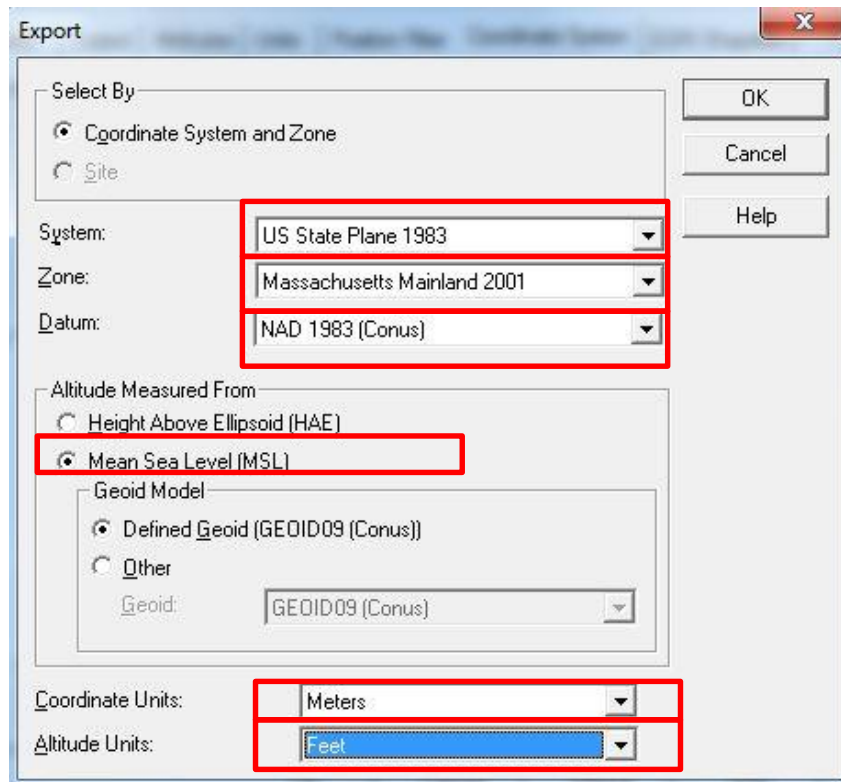 Export
Select By
Coordinate System and Zone
Site
OK
Cancel
Help
System:
US State Plane 1983
Zone:
Massachusetts Mainland 2001
Datum:
NAD 1983 (Conus)
Altitude Measured From
Height Above Ellipsoid (HAE)
Mean Sea Level (MSL)
Geoid Model
Defined Geoid (GEOID09 (Conus))
Other
Geoid:
GEOID09 (Conus)
Coordinate Units:
Meters
Altitude Units:
Feet